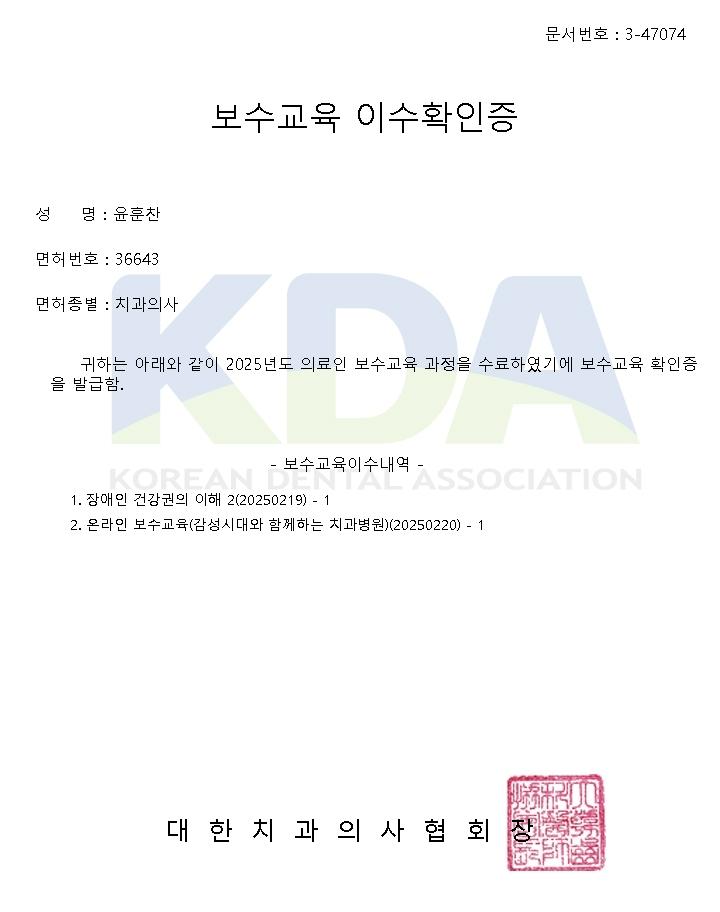 문서번호 : 3-47074
보수교육 이수확인증
성 명 : 윤훈찬
면허번호 : 36643
면허종별 : 치과의사
귀하는 아래와 같이 2025년도 의료인 보수교육 과정을 수료하였기에 보수교육 확인증
을 발급함.
KDA
KOREAN DENTAL ASSOCIATION
- 보수교육이수내역 -
1. 장애인 건강권의 이해 2(20250219) - 1
2. 온라인 보수교육(감성시대와 함께하는 치과병원)(20250220) - 1
대 한 치 과 의 사 협 회 장